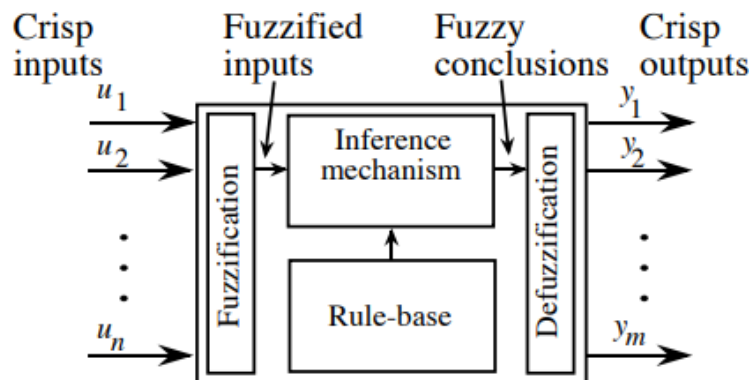 Crisp
inputs
Fuzzified
inputs
Fuzzy
conclusions
Crisp
outputs
u1
u2
un
Fuzzification
Inference
mechanism
Rule-base
Defuzzification
y1
y2
ym